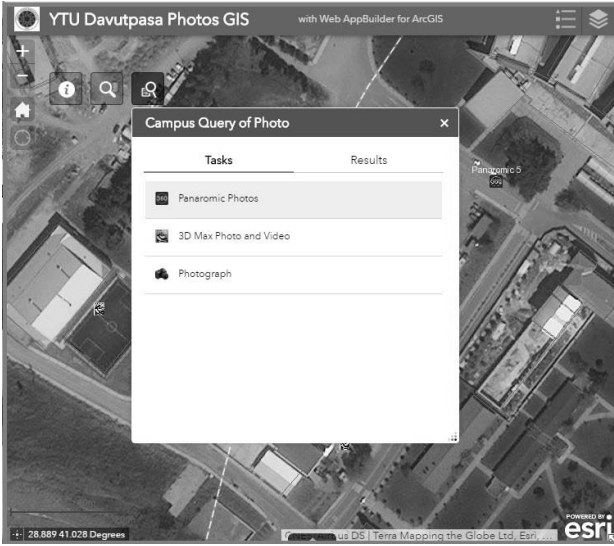 YTU Davutpasa Photos GIS
with Web AppBuilder for ArcGIS
Campus Query of Photo
Tasks
Results
Panaromic Photos
3D Max Photo and Video
Photograph
Panaromic 5
360
28.889 41.028 Degrees
us DS | Terra Mapping the Globe Ltd, Esri, ...
POWERED BY
esri